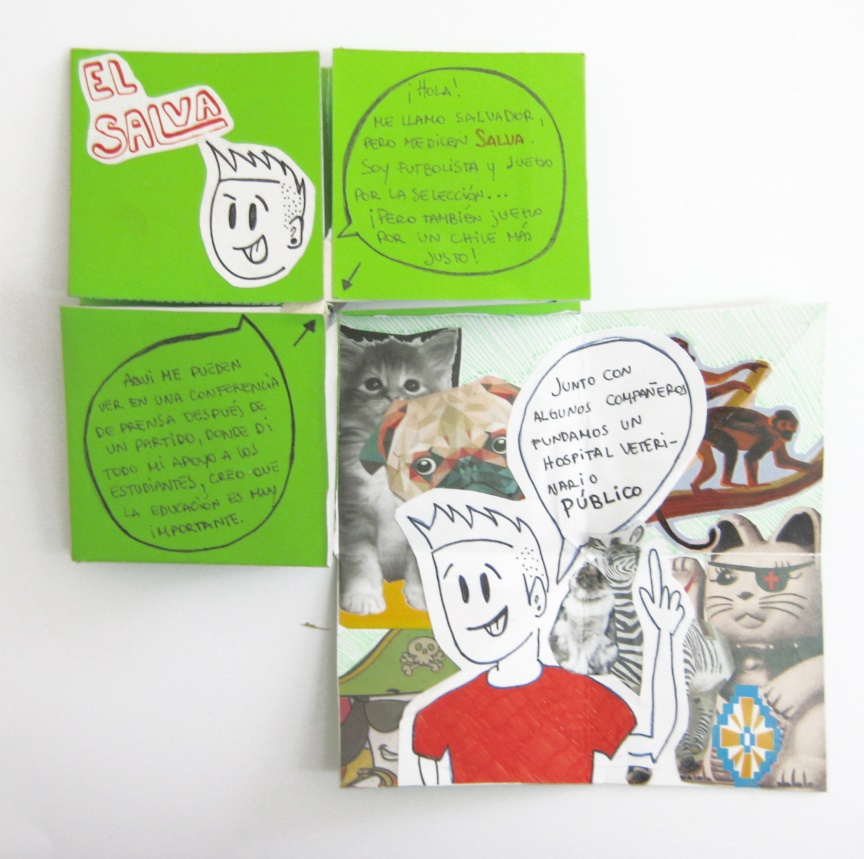 EL
SALVA
¡HOLA!
ME LLAMO SALVADOR,
PERO ME DICEN SALVA.
SOY FUTBOLISTA Y JUEGO
POR LA SELECCIÓN...
¡PERO TAMBIÉN JUEGO
POR UN CHILE MÁS
JUSTO!
AQUÍ ME PUEDEN
VER EN UNA CONFERENCIA
DE PRENSA DESPUÉS DE
UN PARTIDO, DONDE DI
TODO MI APOYO A LOS
ESTUDIANTES, CREO QUE
LA EDUCACIÓN ES MUY
IMPORTANTE.
JUNTO CON
ALGUNOS COMPAÑEROS
FUNDAMOS UN
HOSPITAL VETERI-
NARIO
PÚBLICO